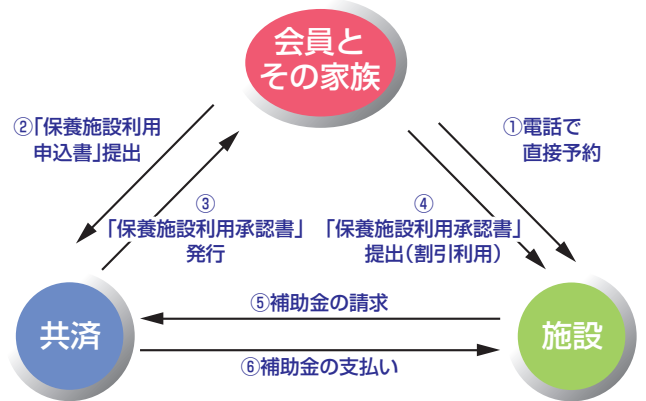 会員と
その家族
①電話で
直接予約
②「保養施設利用
申込書」提出
③
「保養施設利用承認書」
発行
④
「保養施設利用承認書」
提出(割引利用)
⑤補助金の請求
⑥補助金の支払い
共済
施設